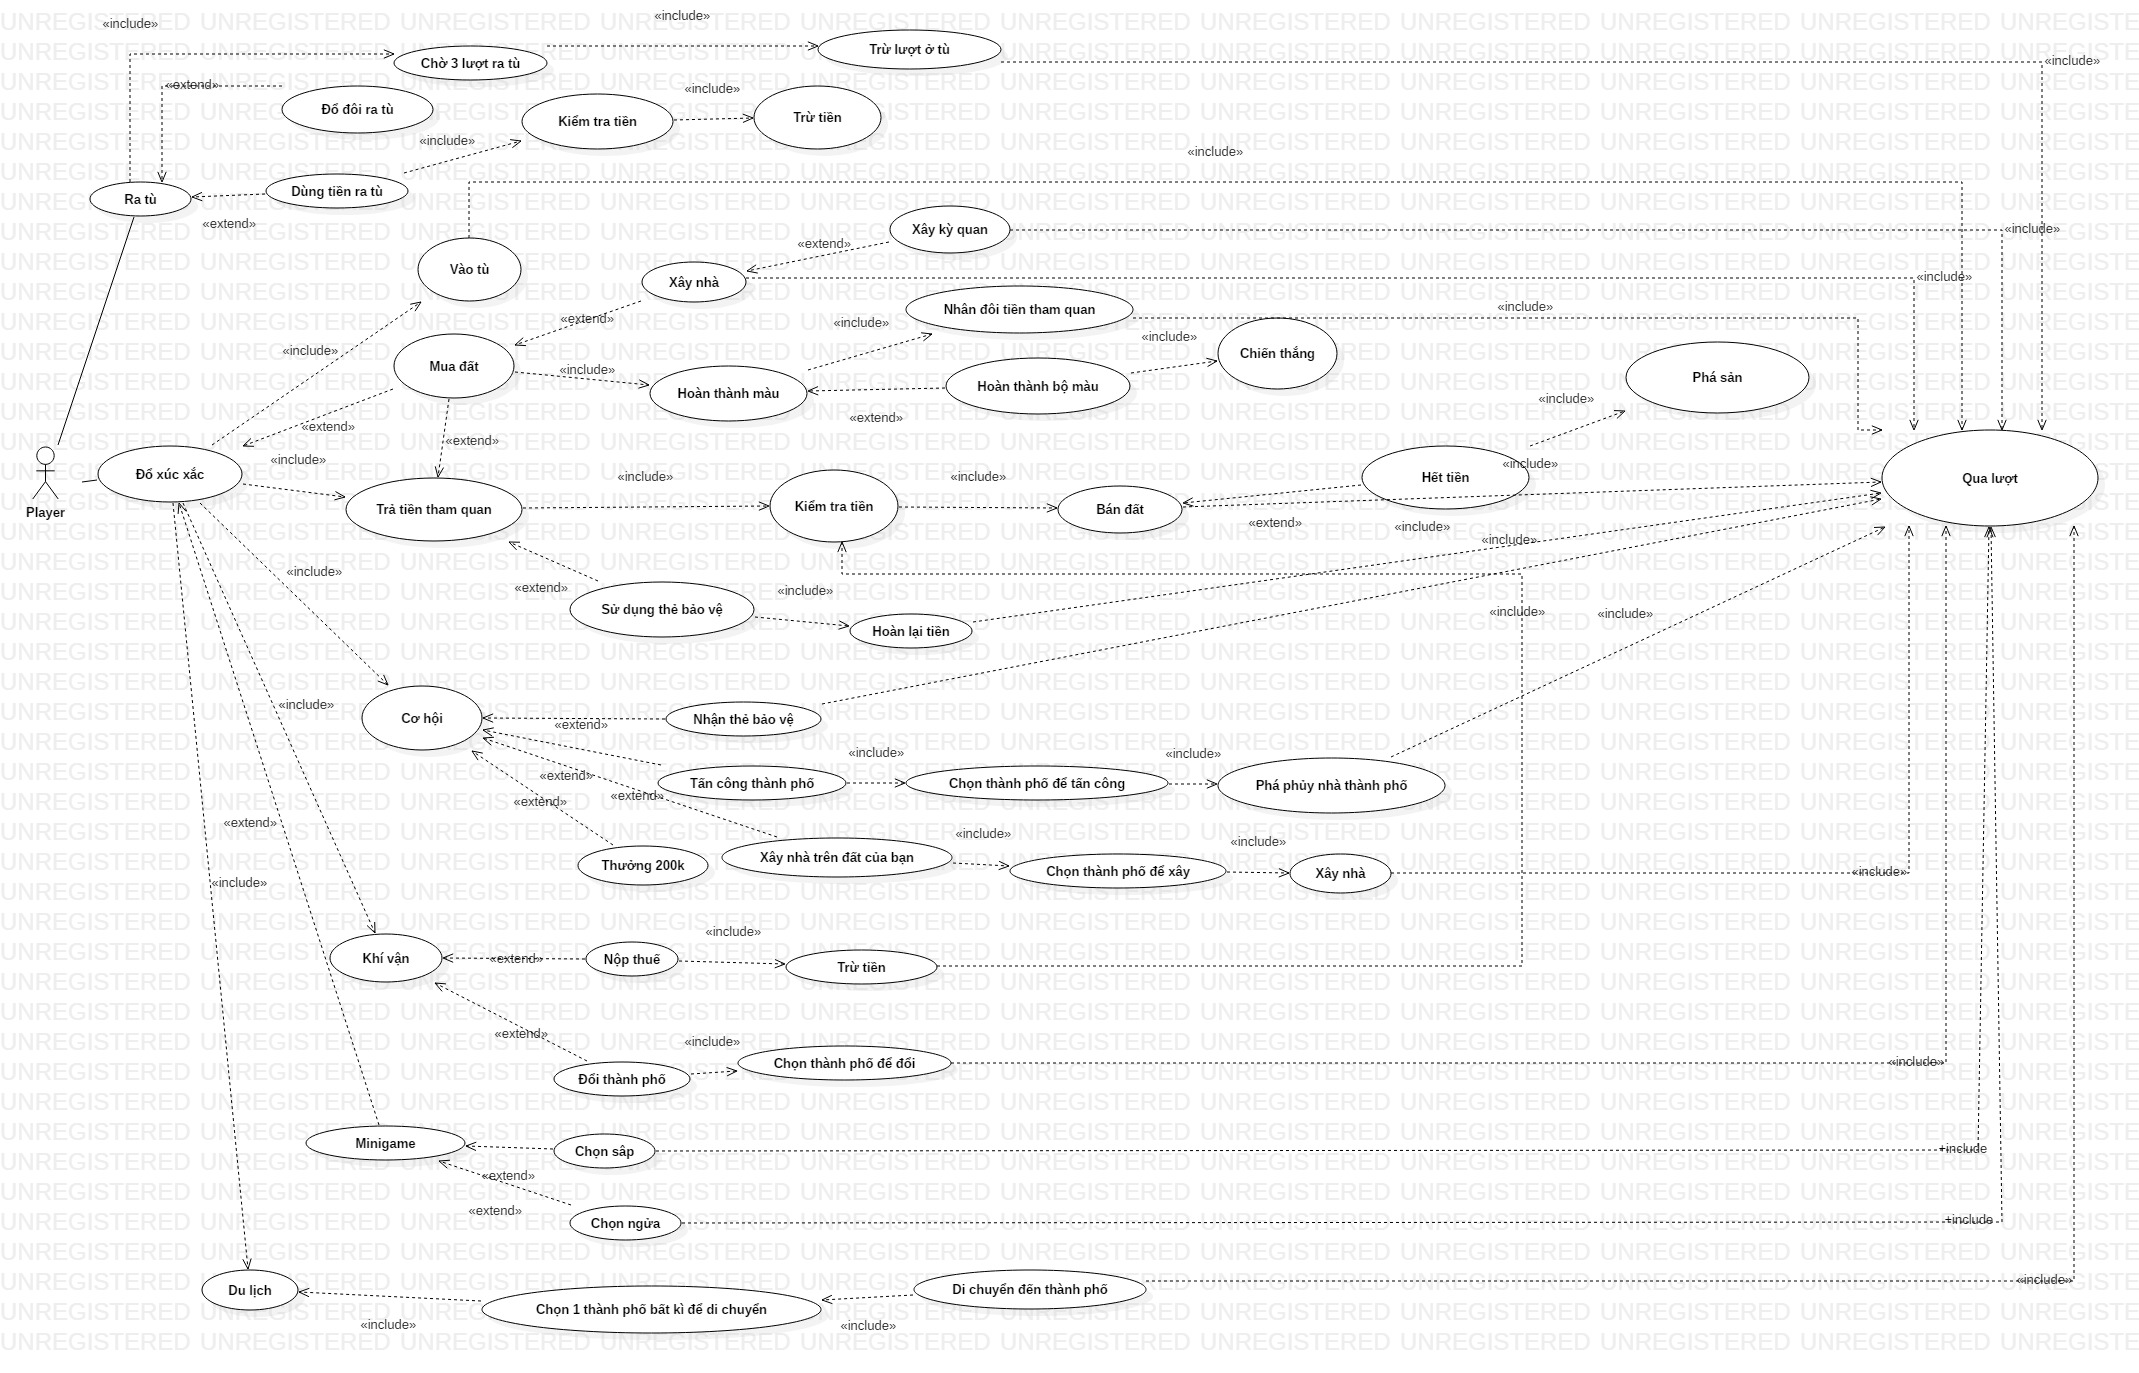 «include»
«include»
Chờ 3 lượt ra tù
Trừ lượt ở tù
«include»
«extend»
Đổ đôi ra tù
«include»
Kiểm tra tiền
Trừ tiền
«include»
«include»
Ra tù
Dùng tiền ra tù
«extend»
Xây kỳ quan
«include»
«extend»
Vào tù
Xây nhà
«include»
«extend»
«include»
Nhân đôi tiền tham quan
«include»
«include»
Chiến thắng
«include»
Mua đất
«include»
Hoàn thành màu
Hoàn thành bộ màu
«extend»
Phá sản
«include»
«extend»
«extend»
«include»
Player
Đổ xúc xắc
Trả tiền tham quan
«include»
Kiểm tra tiền
«include»
Bán đất
Hết tiền
«include»
Qua lượt
«extend»
«include»
«include»
«include»
«extend»
Sử dụng thẻ bảo vệ
«include»
Hoàn lại tiền
«include»
«include»
«include»
Cơ hội
Nhận thẻ bảo vệ
«extend»
«extend»
Tấn công thành phố
«include»
Chọn thành phố để tấn công
«include»
Phá phủy nhà thành phố
«extend»
«extend»
Thưởng 200k
Xây nhà trên đất của bạn
«include»
Chọn thành phố để xây
«include»
Xây nhà
«include»
«extend»
«include»
Khí vận
«extend»
Nộp thuế
«include»
Trừ tiền
«extend»
Đổi thành phố
«include»
Chọn thành phố để đổi
«include»
Minigame
Chọn sấp
+include
«extend»
«extend»
Chọn ngửa
+include
Du lịch
Chọn 1 thành phố bất kì để di chuyển
Di chuyển đến thành phố
«include»
«include»
«include»
UNREGISTERED